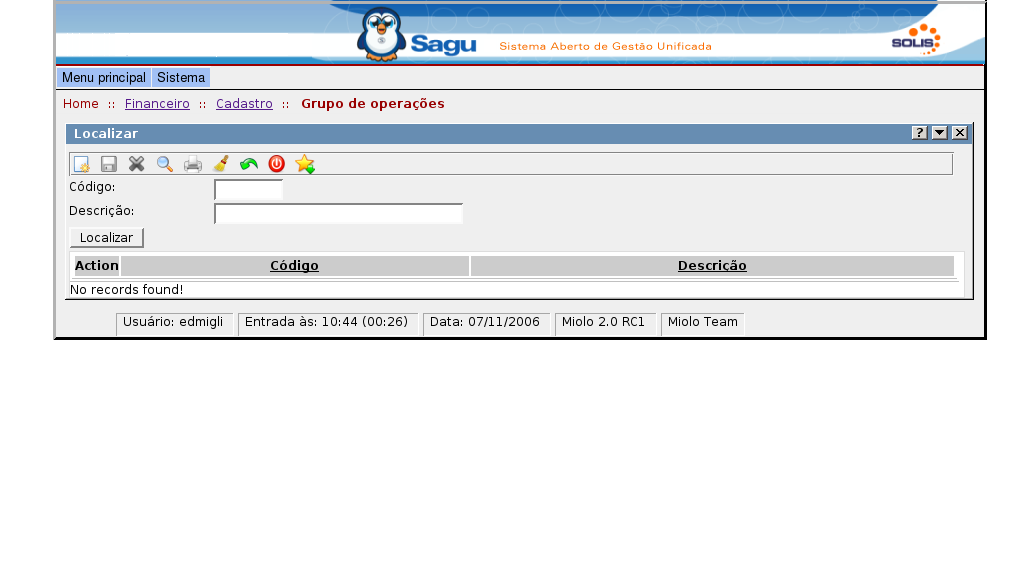 Sagu Sistema Aberto de Gestão Unificada SOLIS
Menu principal Sistema
Home :: Financeiro :: Cadastro :: Grupo de operações
Localizar ?
Código:
Descrição:
Localizar
Action Código Descrição
No records found!
Usuário: edmigli Entrada às: 10:44 (00:26) Data: 07/11/2006 Miolo 2.0 RC1 Miolo Team